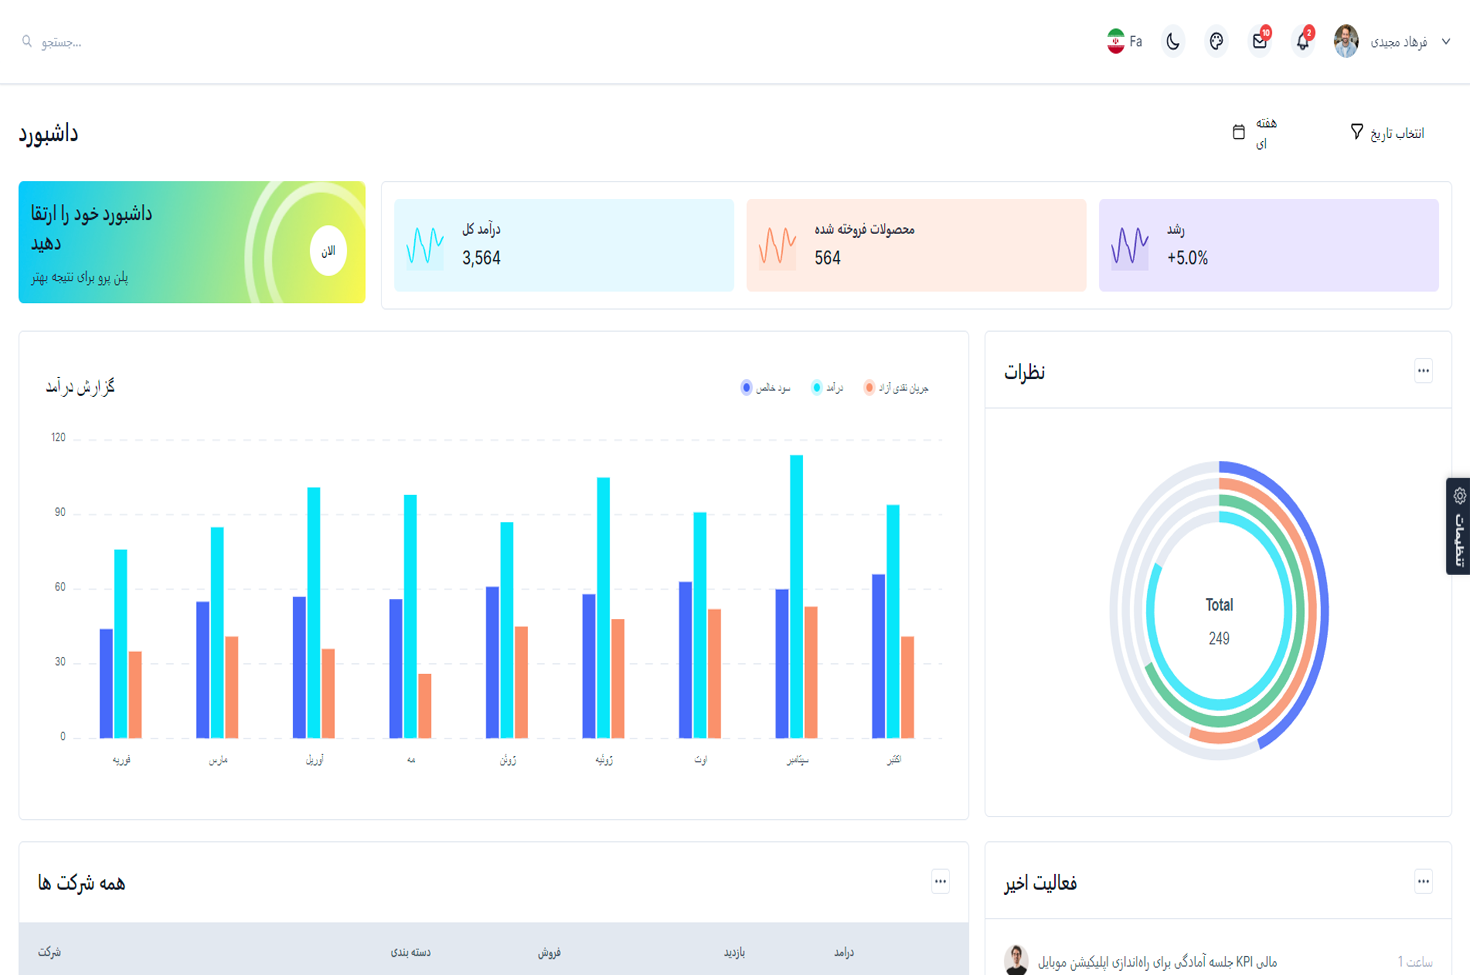 جستجو...
Fa
10
2
فرهاد مجیدی
داشبورد
هفته
ای
انتخاب تاریخ
داشبورد خود را ارتقا
دهید
پلن پرو برای نتیجه بهتر
الان
درآمد کل
3,564
محصولات فروخته شده
564
رشد
+5.0%
گزارش درآمد
سود خالص
درآمد
جریان نقدی آزاد
120
90
60
30
0
فوریه
مارس
آوریل
مه
ژوئن
ژوئیه
اوت
سپتامبر
اکتبر
نظرات
...
Total
249
تنظیمات
همه شرکت ها
...
شرکت
دسته بندی
فروش
بازدید
درامد
فعالیت اخیر
...
مالی KPI جلسه آمادگی برای راه‌اندازی اپلیکیشن موبایل
1 ساعت